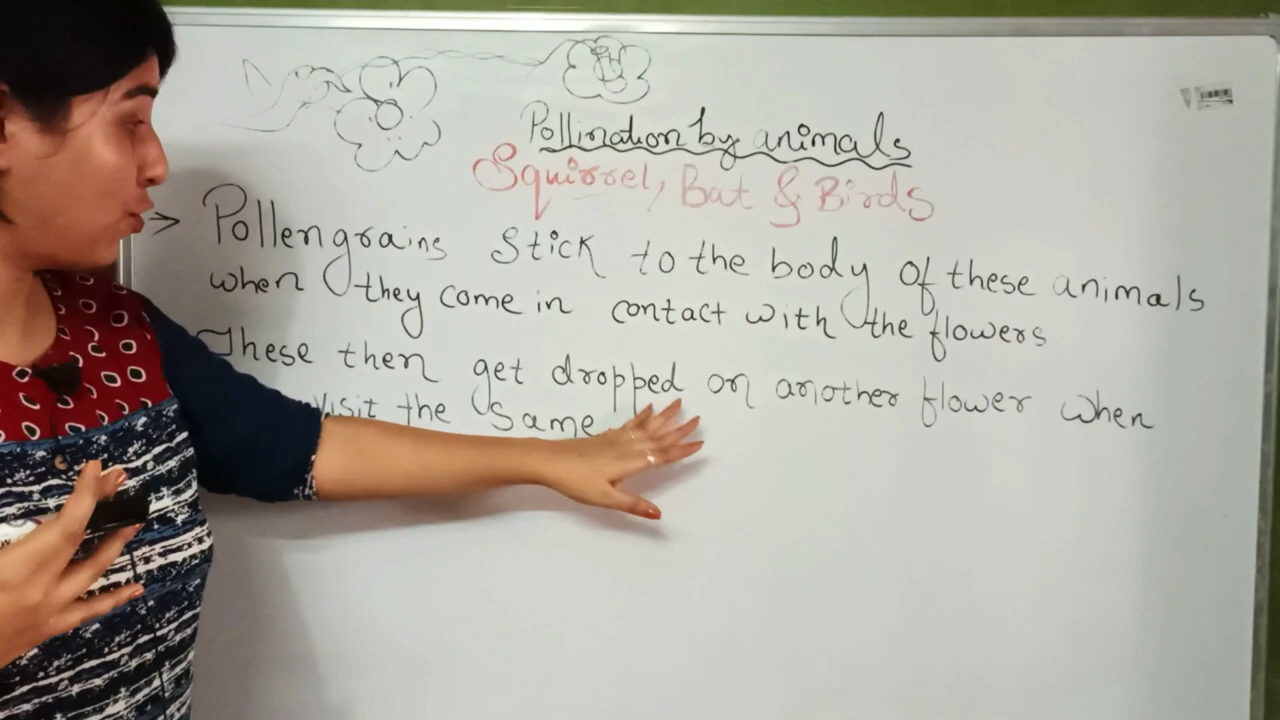 Pollination by animals
Squirrel, Bat & Birds
→ Pollengrains stick to the body of these animals
when they come in contact with the flowers
These then get dropped on another flower when
visit the same.